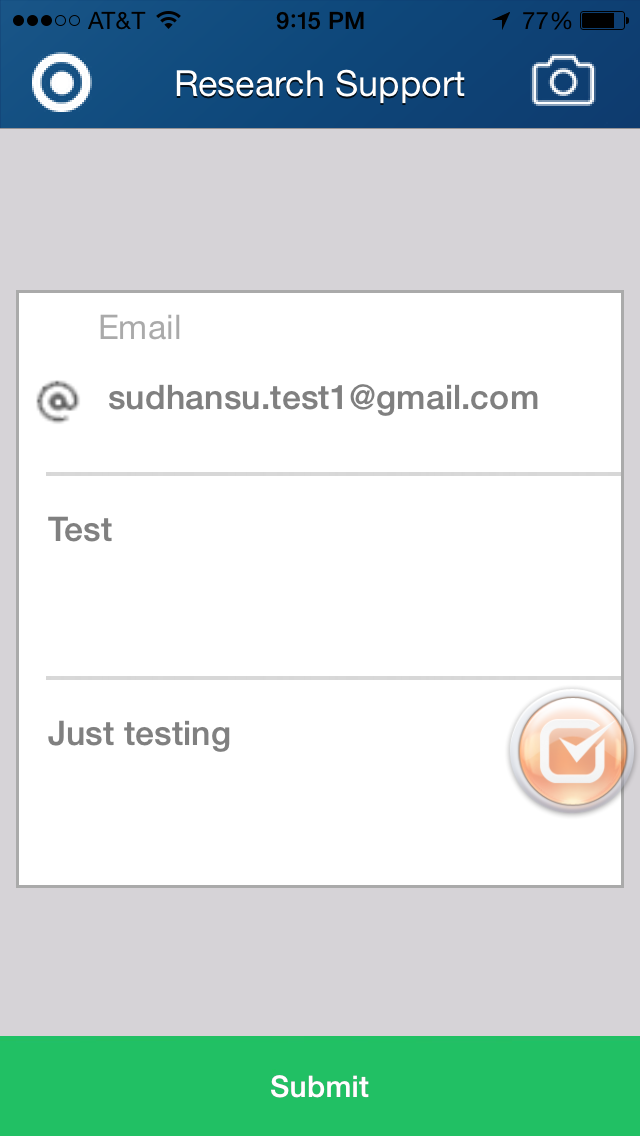 AT&T 9:15 PM 77%
Research Support
Email
@ sudhansu.test1@gmail.com
Test
Just testing
Submit